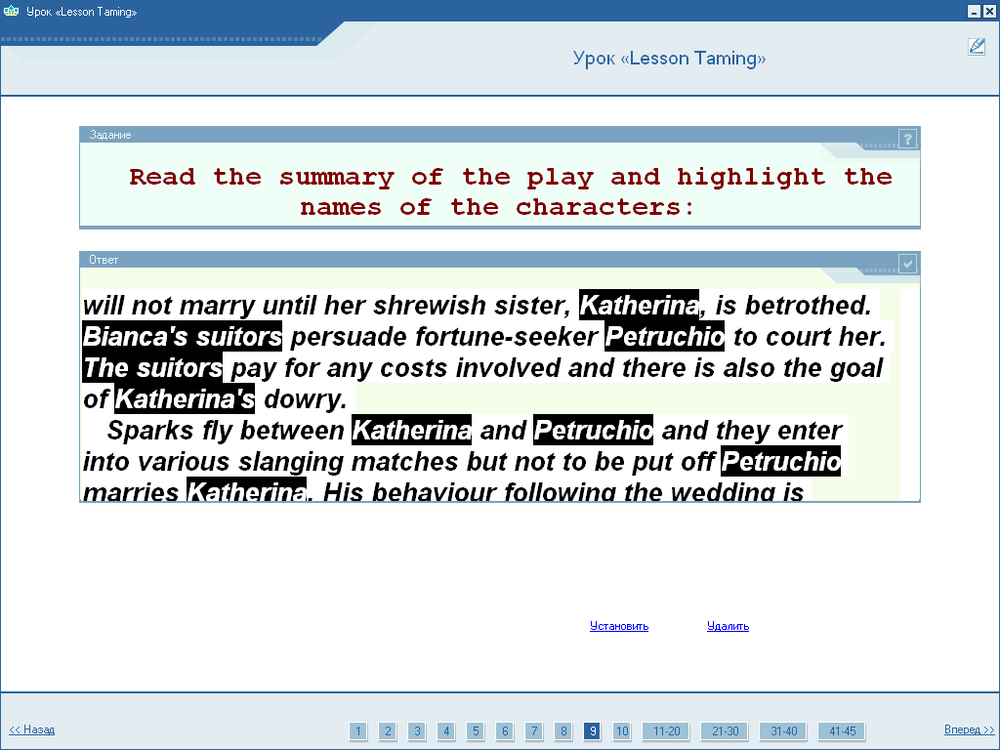 Урок «Lesson Taming»
Урок «Lesson Taming»
Задание
?
Read the summary of the play and highlight the
names of the characters:
Ответ
will not marry until her shrewish sister, Katherina, is betrothed.
Bianca's suitors persuade fortune-seeker Petruchio to court her.
The suitors pay for any costs involved and there is also the goal
of Katherina's dowry.
Sparks fly between Katherina and Petruchio and they enter
into various slanging matches but not to be put off Petruchio
marries Katherina. His behaviour following the wedding is
Установить Удалить
<< Назад 1 2 3 4 5 6 7 8 9 10 11-20 21-30 31-40 41-45 Вперед >>